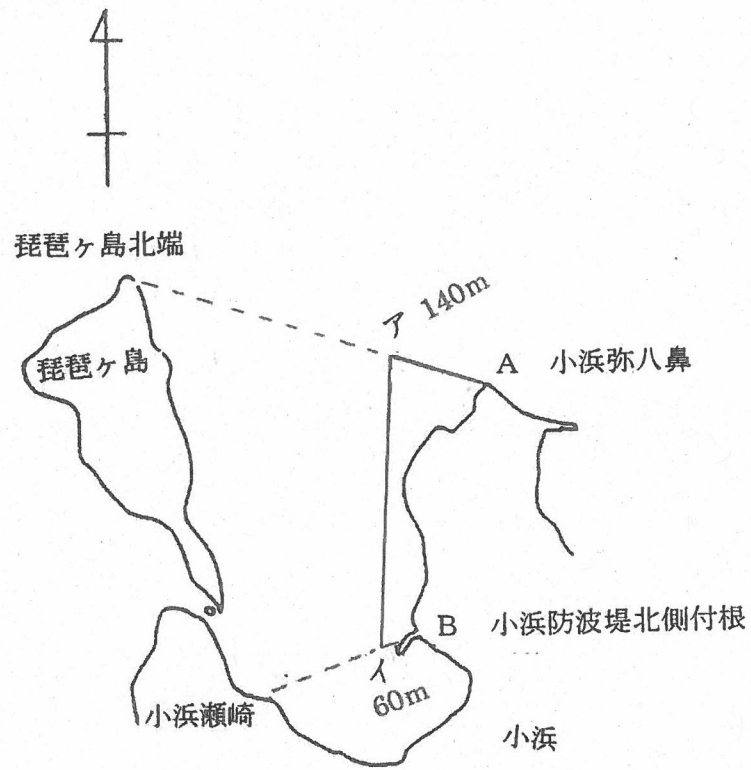 琵琶ヶ島北端
ア 140m
琵琶ヶ島
A 小浜弥八鼻
B 小浜防波堤北側付根
イ
60m
小浜瀬崎
小浜